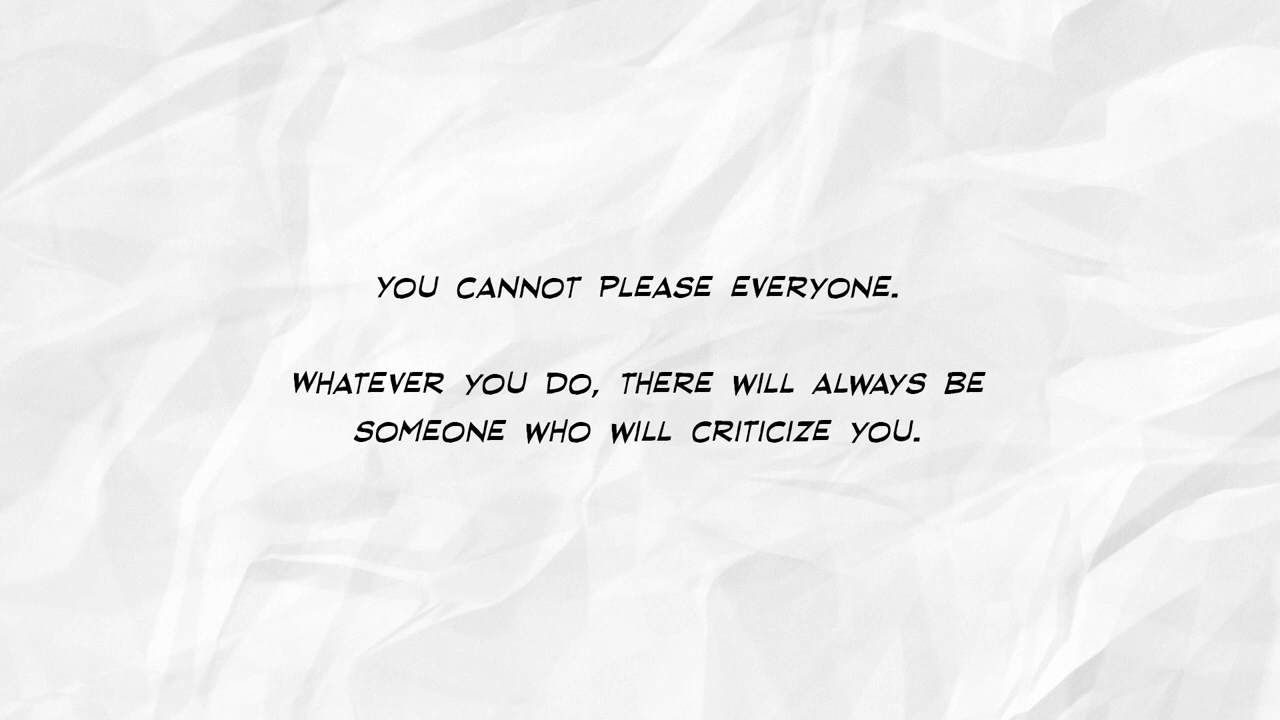 YOU CANNOT PLEASE EVERYONE.
WHATEVER YOU DO, THERE WILL ALWAYS BE
SOMEONE WHO WILL CRITICIZE YOU.